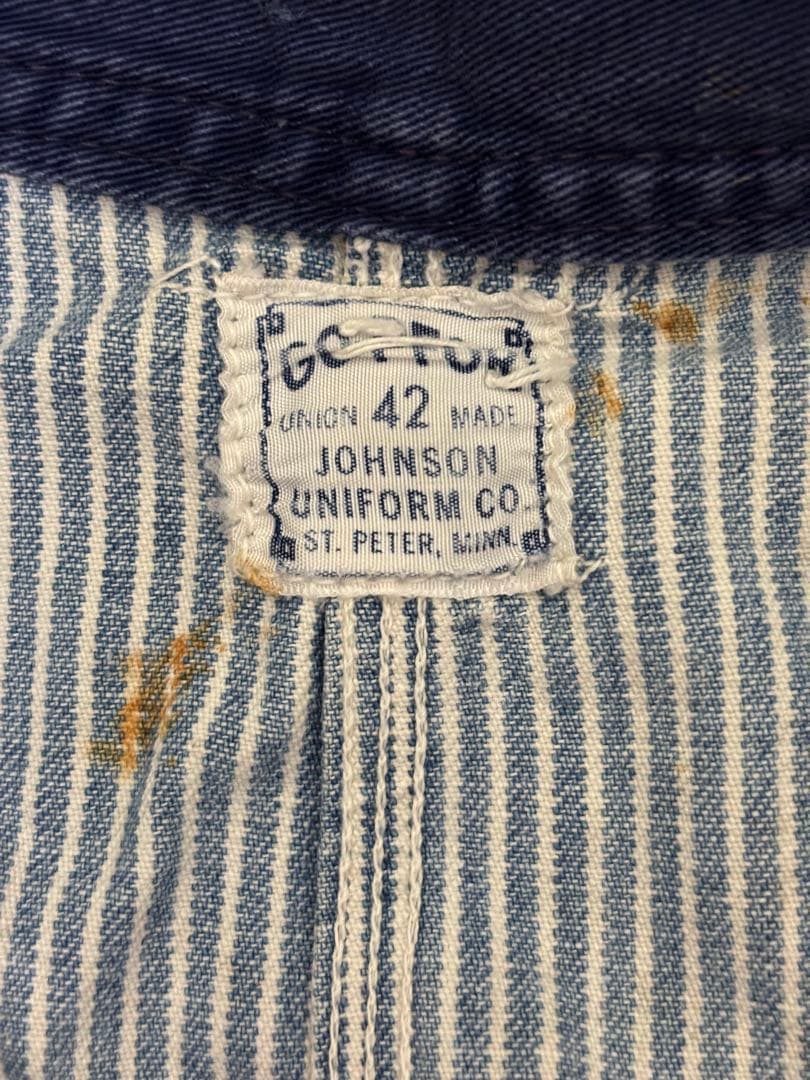 UNION 42 MADE
JOHNSON
UNIFORM CO.
ST. PETER, MINN.